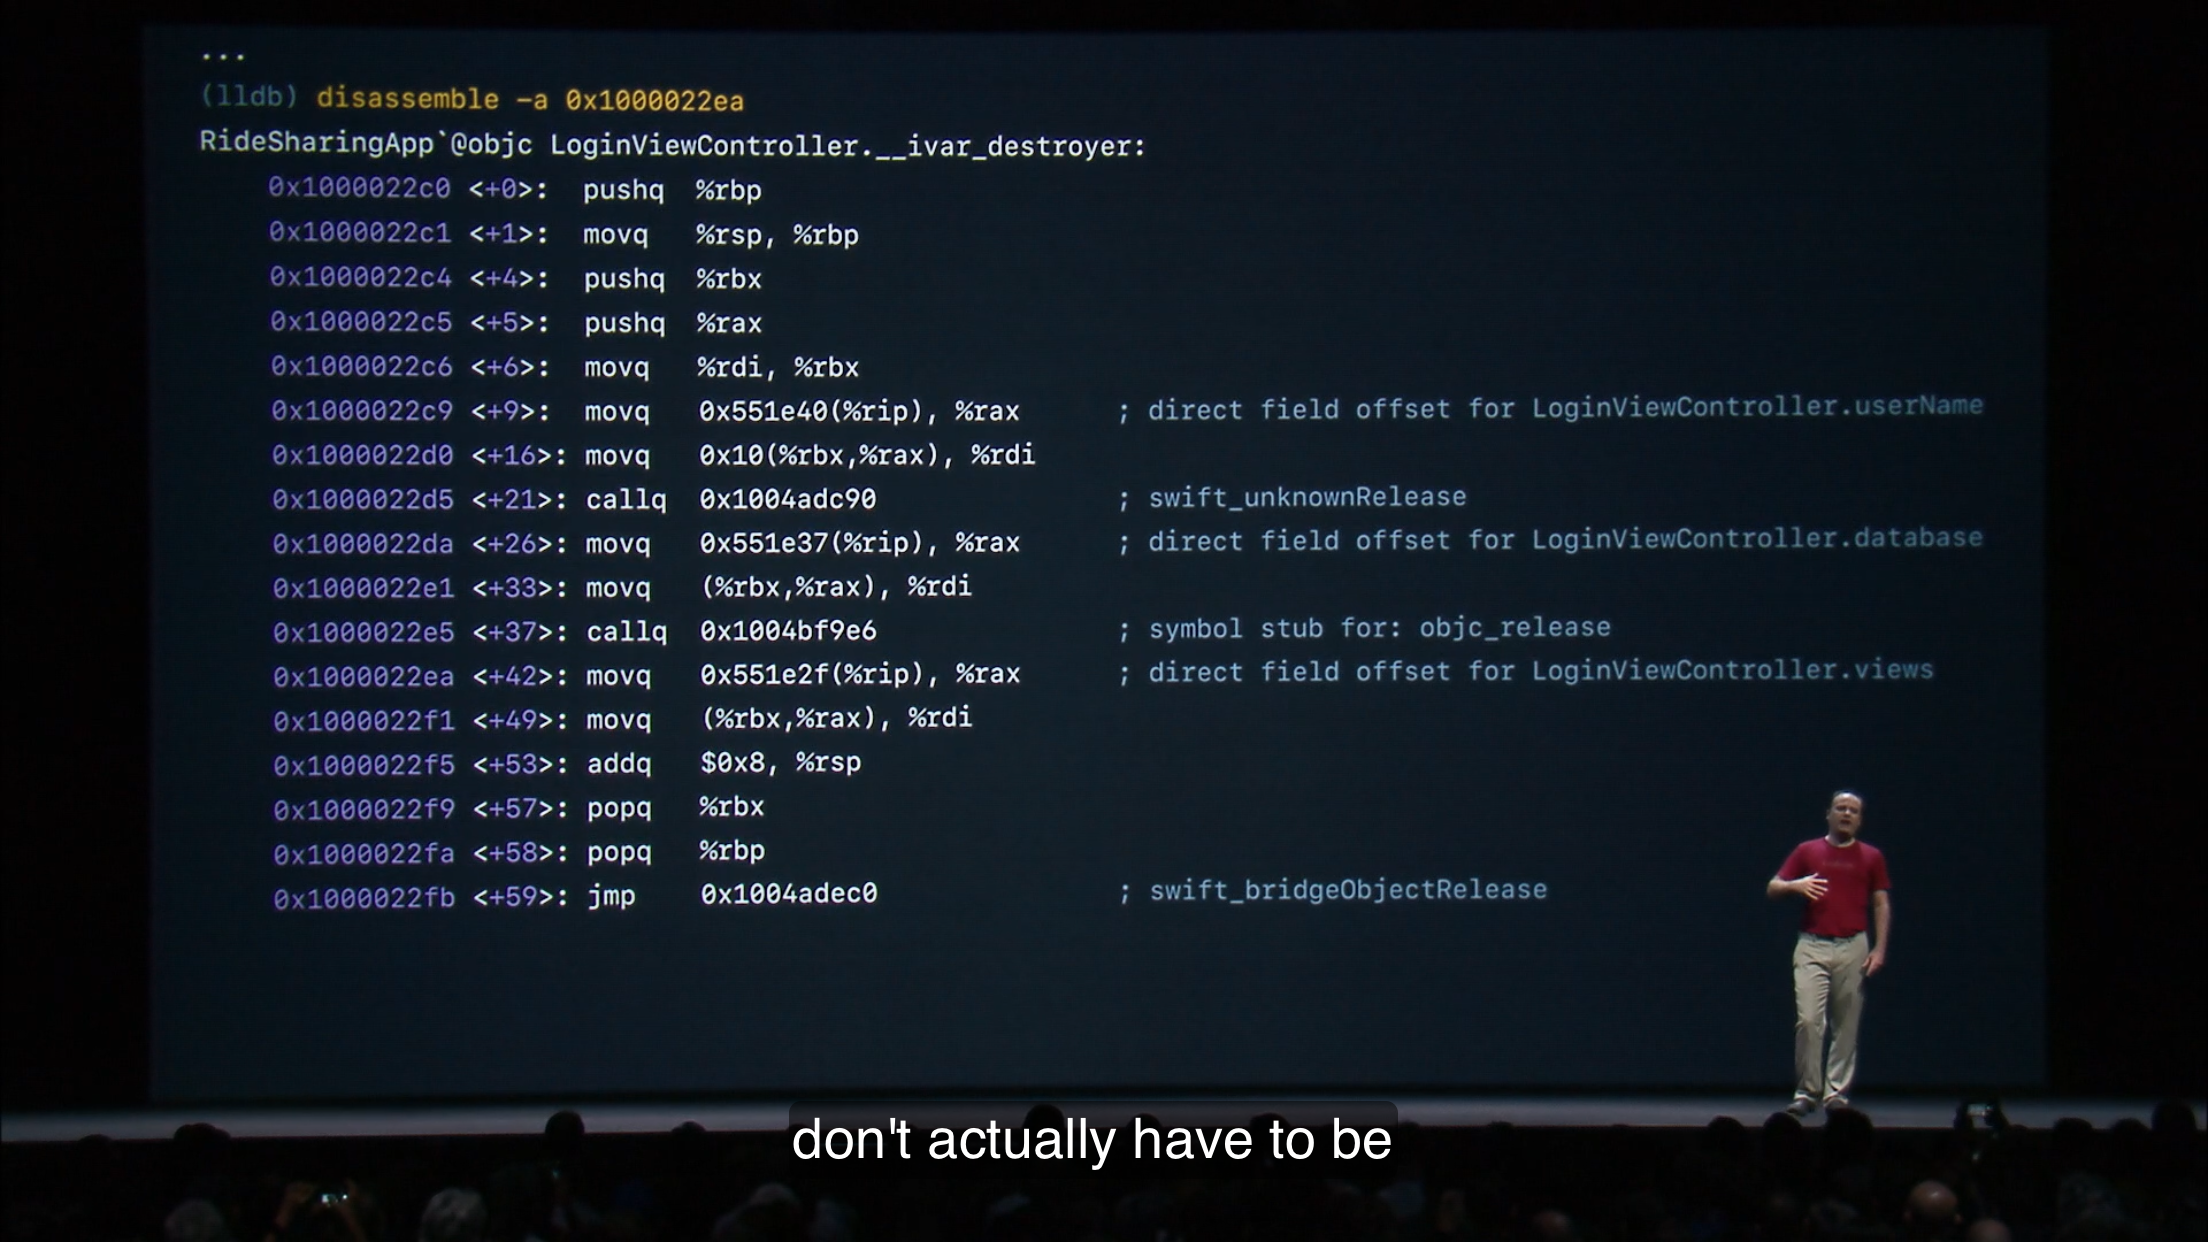 ...
(lldb) disassemble -a 0x1000022ea
RideSharingApp`@objc LoginViewController.__ivar_destroyer:
0x1000022c0 <+0>: pushq %rbp
0x1000022c1 <+1>: movq %rsp, %rbp
0x1000022c4 <+4>: pushq %rbx
0x1000022c5 <+5>: pushq %rax
0x1000022c6 <+6>: movq %rdi, %rbx
0x1000022c9 <+9>: movq 0x551e40(%rip), %rax ; direct field offset for LoginViewController.userName
0x1000022d0 <+16>: movq 0x10(%rbx,%rax), %rdi
0x1000022d5 <+21>: callq 0x1004adc90 ; swift_unknownRelease
0x1000022da <+26>: movq 0x551e37(%rip), %rax ; direct field offset for LoginViewController.database
0x1000022e1 <+33>: movq (%rbx,%rax), %rdi
0x1000022e5 <+37>: callq 0x1004bf9e6 ; symbol stub for: objc_release
0x1000022ea <+42>: movq 0x551e2f(%rip), %rax ; direct field offset for LoginViewController.views
0x1000022f1 <+49>: movq (%rbx,%rax), %rdi
0x1000022f5 <+53>: addq $0x8, %rsp
0x1000022f9 <+57>: popq %rbx
0x1000022fa <+58>: popq %rbp
0x1000022fb <+59>: jmp 0x1004adec0 ; swift_bridgeObjectRelease
don't actually have to be